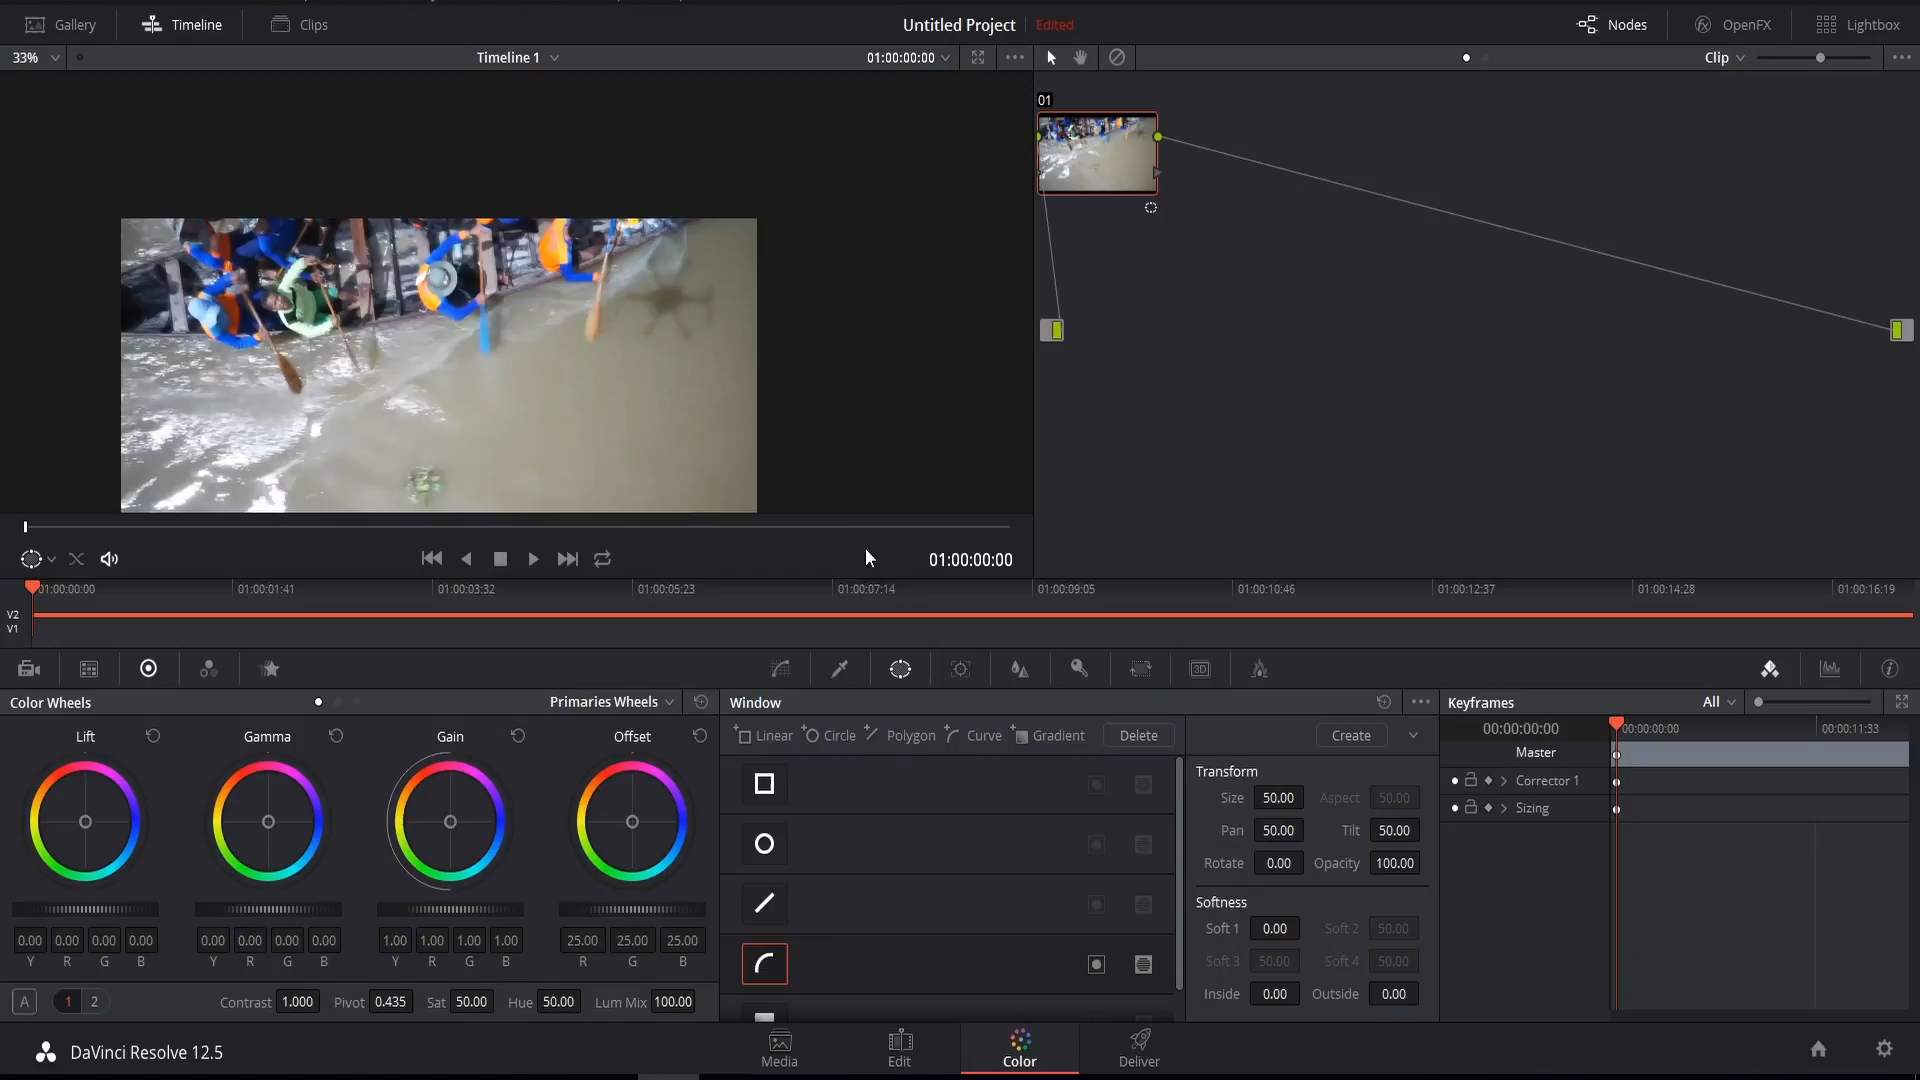 Gallery Timeline Clips Untitled Project Edited Nodes OpenFX Lightbox
33% Timeline 1 01:00:00:00 Clip
01
01:00:00:00
01:00:00:00 01:00:01:41 01:00:03:32 01:00:05:23 01:00:07:14 01:00:09:05 01:00:10:46 01:00:12:37 01:00:14:28 01:00:16:19
V2
V1
3D
Color Wheels Primaries Wheels Window Keyframes All
Lift Gamma Gain Offset Linear Circle Polygon Curve Gradient Delete Create 00:00:00:00 00:00:00:00 00:00:11:33
Master
Transform
Size 50.00 Aspect 50.00 Corrector 1
Pan 50.00 Tilt 50.00 Sizing
Rotate 0.00 Opacity 100.00
Softness
Soft 1 0.00 Soft 2 50.00
0.00 0.00 0.00 0.00 0.00 0.00 0.00 0.00 1.00 1.00 1.00 1.00 25.00 25.00 25.00
Y R G B Y R G B Y R G B R G B
Soft 3 50.00 Soft 4 50.00
Inside 0.00 Outside 0.00
A 1 2 Contrast 1.000 Pivot 0.435 Sat 50.00 Hue 50.00 Lum Mix 100.00
DaVinci Resolve 12.5 Media Edit Color Deliver